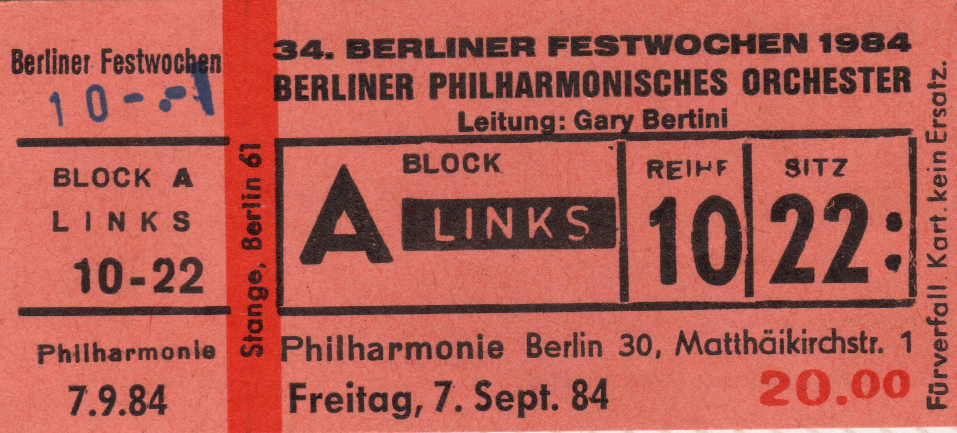 Berliner Festwochen
10-.-
BLOCK A
LINKS
10-22
Philharmonie
7.9.84
Stange, Berlin 61
34. BERLINER FESTWOCHEN 1984
BERLINER PHILHARMONISCHES ORCHESTER
Leitung: Gary Bertini
BLOCK
A LINKS
REIHE
10
SITZ
22:
Philharmonie Berlin 30, Matthäikirchstr. 1
Freitag, 7. Sept. 84
20.00
Fürverfall. Kart. kein Ersatz.